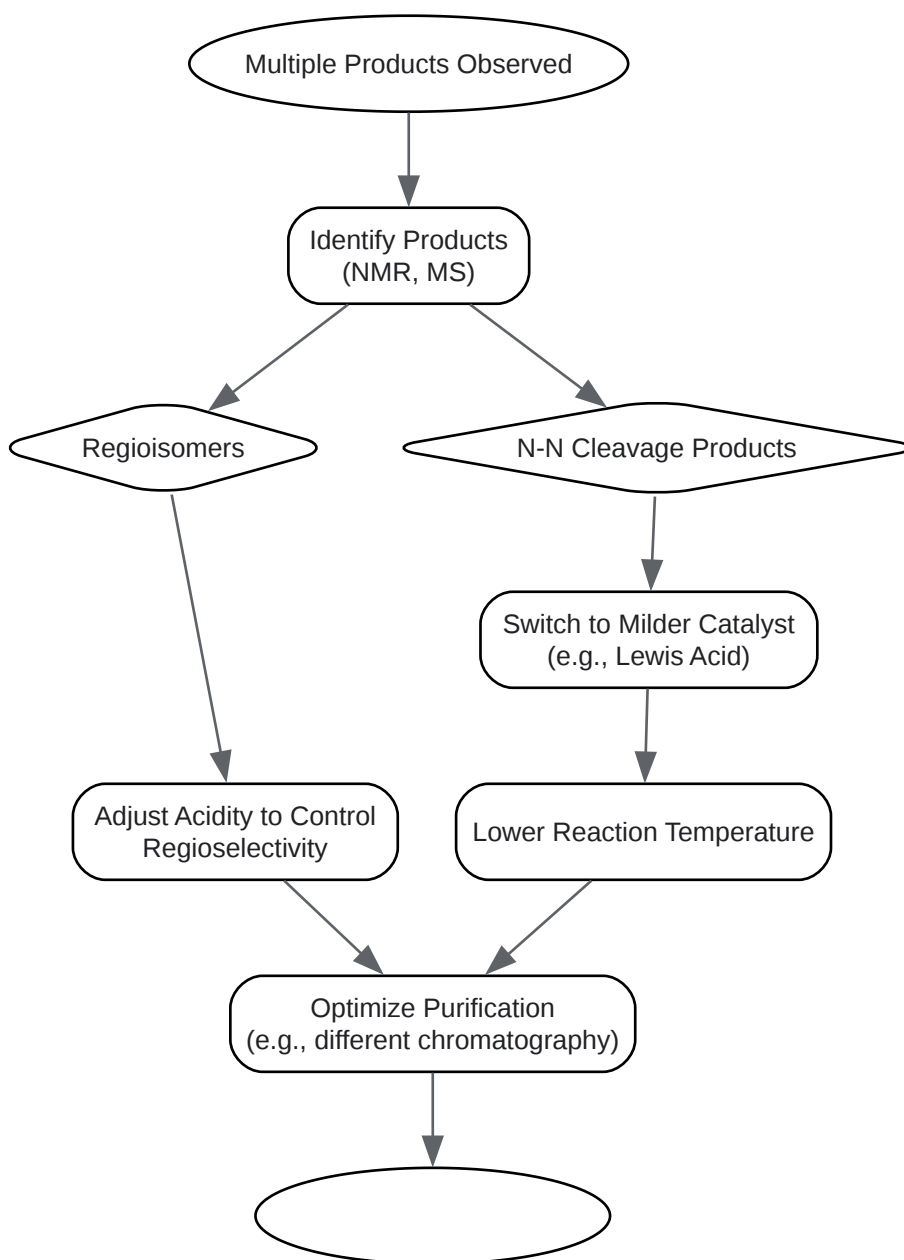 Multiple Products Observed
Identify Products
(NMR, MS)
Regioisomers
N-N Cleavage Products
Switch to Milder Catalyst
(e.g., Lewis Acid)
Adjust Acidity to Control
Regioselectivity
Lower Reaction Temperature
Optimize Purification
(e.g., different chromatography)